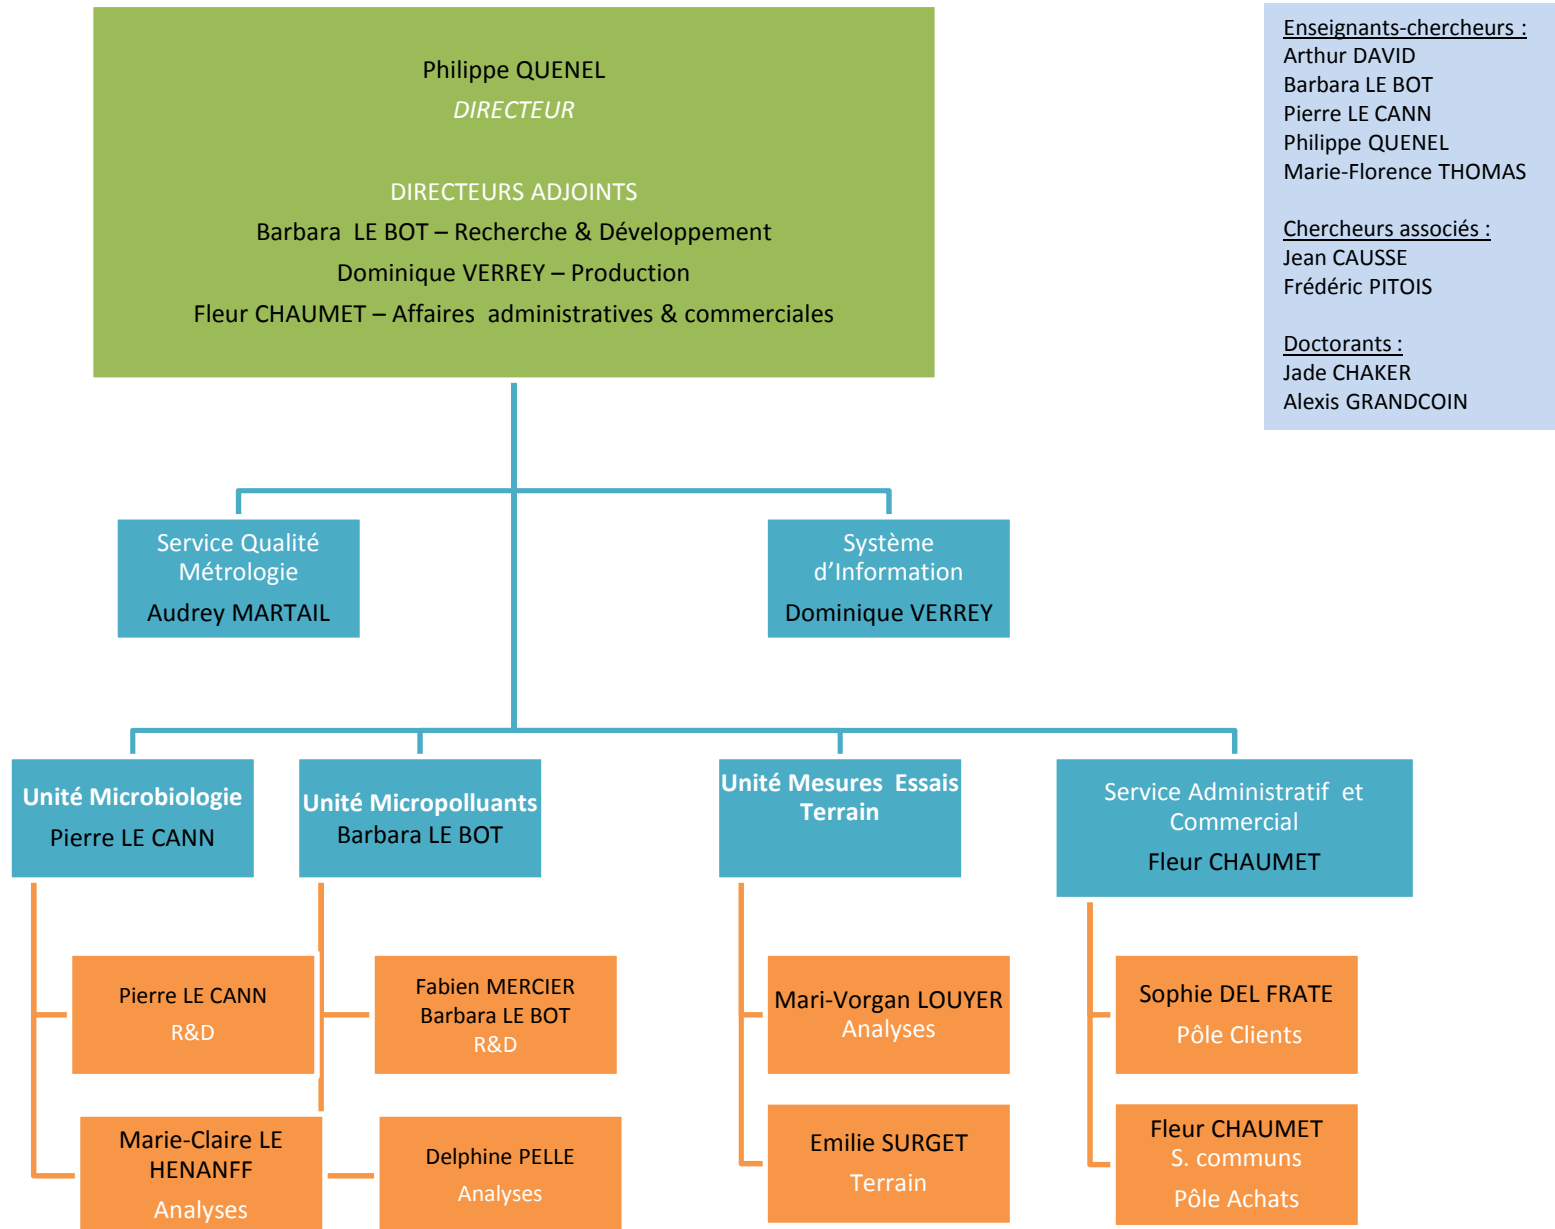 Philippe QUENEL
DIRECTEUR
DIRECTEURS ADJOINTS
Barbara LE BOT – Recherche & Développement
Dominique VERREY – Production
Fleur CHAUMET – Affaires administratives & commerciales
Enseignants-chercheurs :
Arthur DAVID
Barbara LE BOT
Pierre LE CANN
Philippe QUENEL
Marie-Florence THOMAS
Chercheurs associés :
Jean CAUSSE
Frédéric PITOIS
Doctorants :
Jade CHAKER
Alexis GRANDCOIN
Service Qualité
Métrologie
Audrey MARTAIL
Système
d’Information
Dominique VERREY
Unité Microbiologie
Pierre LE CANN
Unité Micropolluants
Barbara LE BOT
Unité Mesures Essais
Terrain
Service Administratif et
Commercial
Fleur CHAUMET
Pierre LE CANN
R&D
Fabien MERCIER
Barbara LE BOT
R&D
Mari-Vorgan LOUYER
Analyses
Sophie DEL FRATE
Pôle Clients
Marie-Claire LE
HENANFF
Analyses
Delphine PELLE
Analyses
Emilie SURGET
Terrain
Fleur CHAUMET
S. communs
Pôle Achats